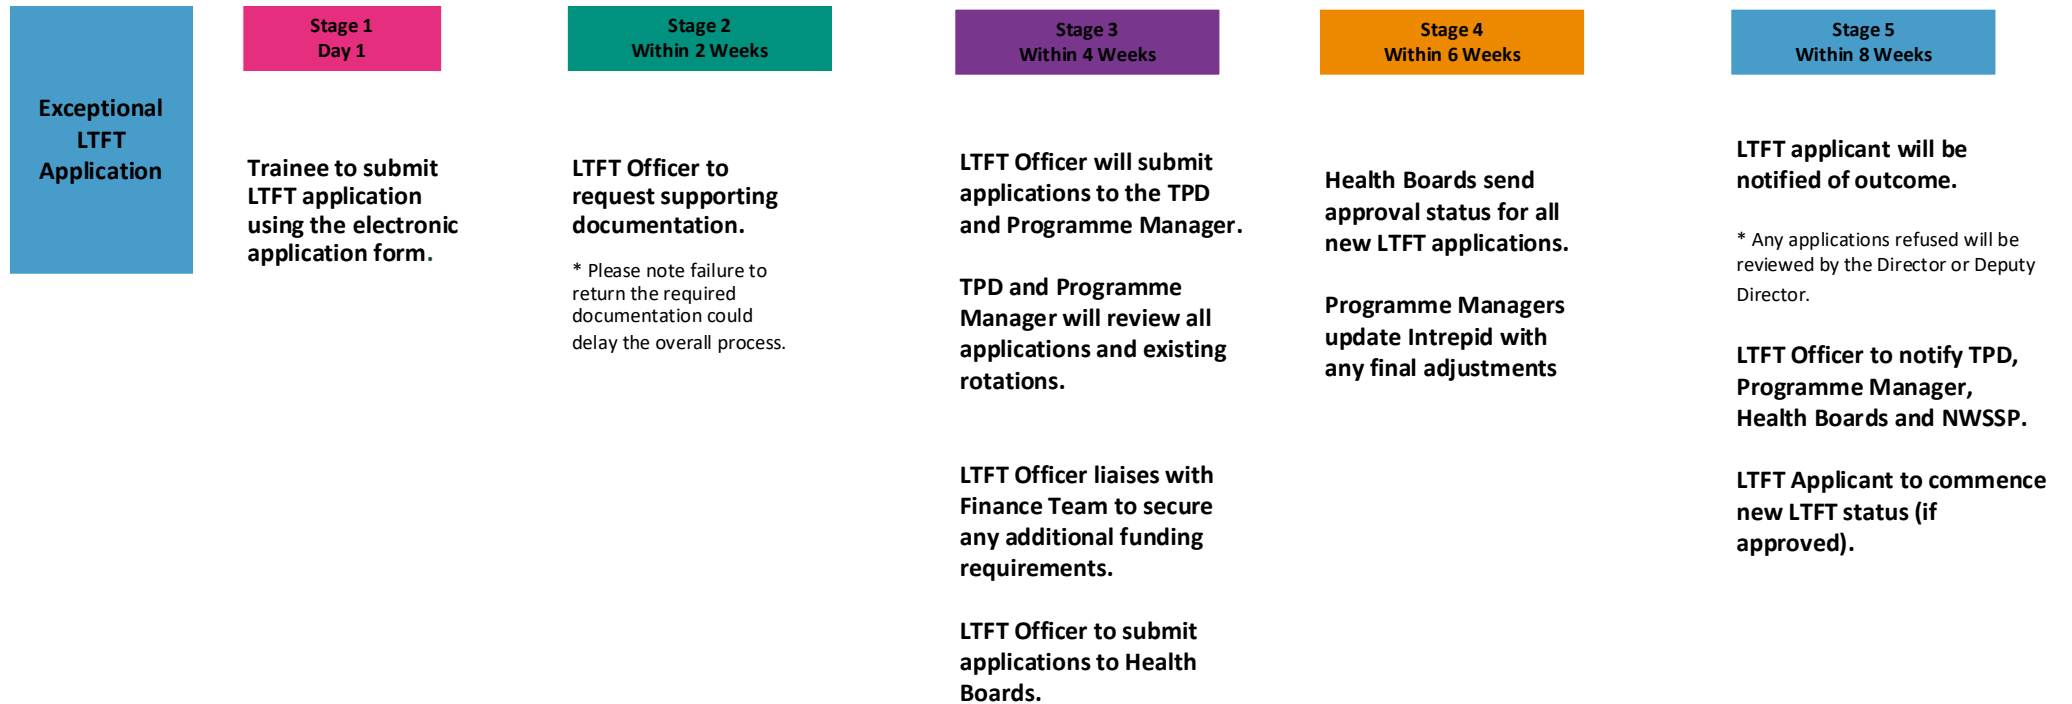 Exceptional
LTFT
Application
Stage 1
Day 1
Trainee to submit
LTFT application
using the electronic
application form.
Stage 2
Within 2 Weeks
LTFT Officer to
request supporting
documentation.
* Please note failure to
return the required
documentation could
delay the overall process.
Stage 3
Within 4 Weeks
LTFT Officer will submit
applications to the TPD
and Programme Manager.
TPD and Programme
Manager will review all
applications and existing
rotations.
LTFT Officer liaises with
Finance Team to secure
any additional funding
requirements.
LTFT Officer to submit
applications to Health
Boards.
Stage 4
Within 6 Weeks
Health Boards send
approval status for all
new LTFT applications.
Programme Managers
update Intrepid with
any final adjustments
Stage 5
Within 8 Weeks
LTFT applicant will be
notified of outcome.
* Any applications refused will be
reviewed by the Director or Deputy
Director.
LTFT Officer to notify TPD,
Programme Manager,
Health Boards and NWSSP.
LTFT Applicant to commence
new LTFT status (if
approved).